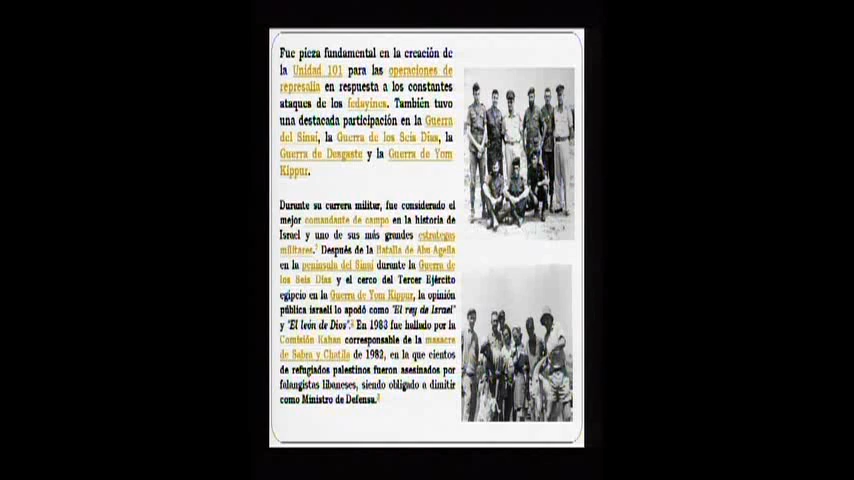 Fue pieza fundamental en la creación de
la Unidad 101 para las operaciones de
represalia en respuesta a los constantes
ataques de los fedayines. También tuvo
una destacada participación en la Guerra
del Sinaí, la Guerra de los Seis Días, la
Guerra de Desgaste y la Guerra de Yom
Kippur.
Durante su carrera militar, fue considerado el
mejor comandante de campo en la historia de
Israel y uno de sus más grandes estrategas
militares. Después de la Batalla de Abu Ageila
en la península del Sinaí durante la Guerra de
los Seis Días y el cerco del Tercer Ejército
egipcio en la Guerra de Yom Kippur, la opinión
pública israelí lo apodó como "El rey de Israel"
y "El león de Dios". En 1983 fue hallado por la
Comisión Kahan corresponsable de la masacre
de Sabra y Chatila de 1982, en la que cientos
de refugiados palestinos fueron asesinados por
falangistas libaneses, siendo obligado a dimitir
como Ministro de Defensa.